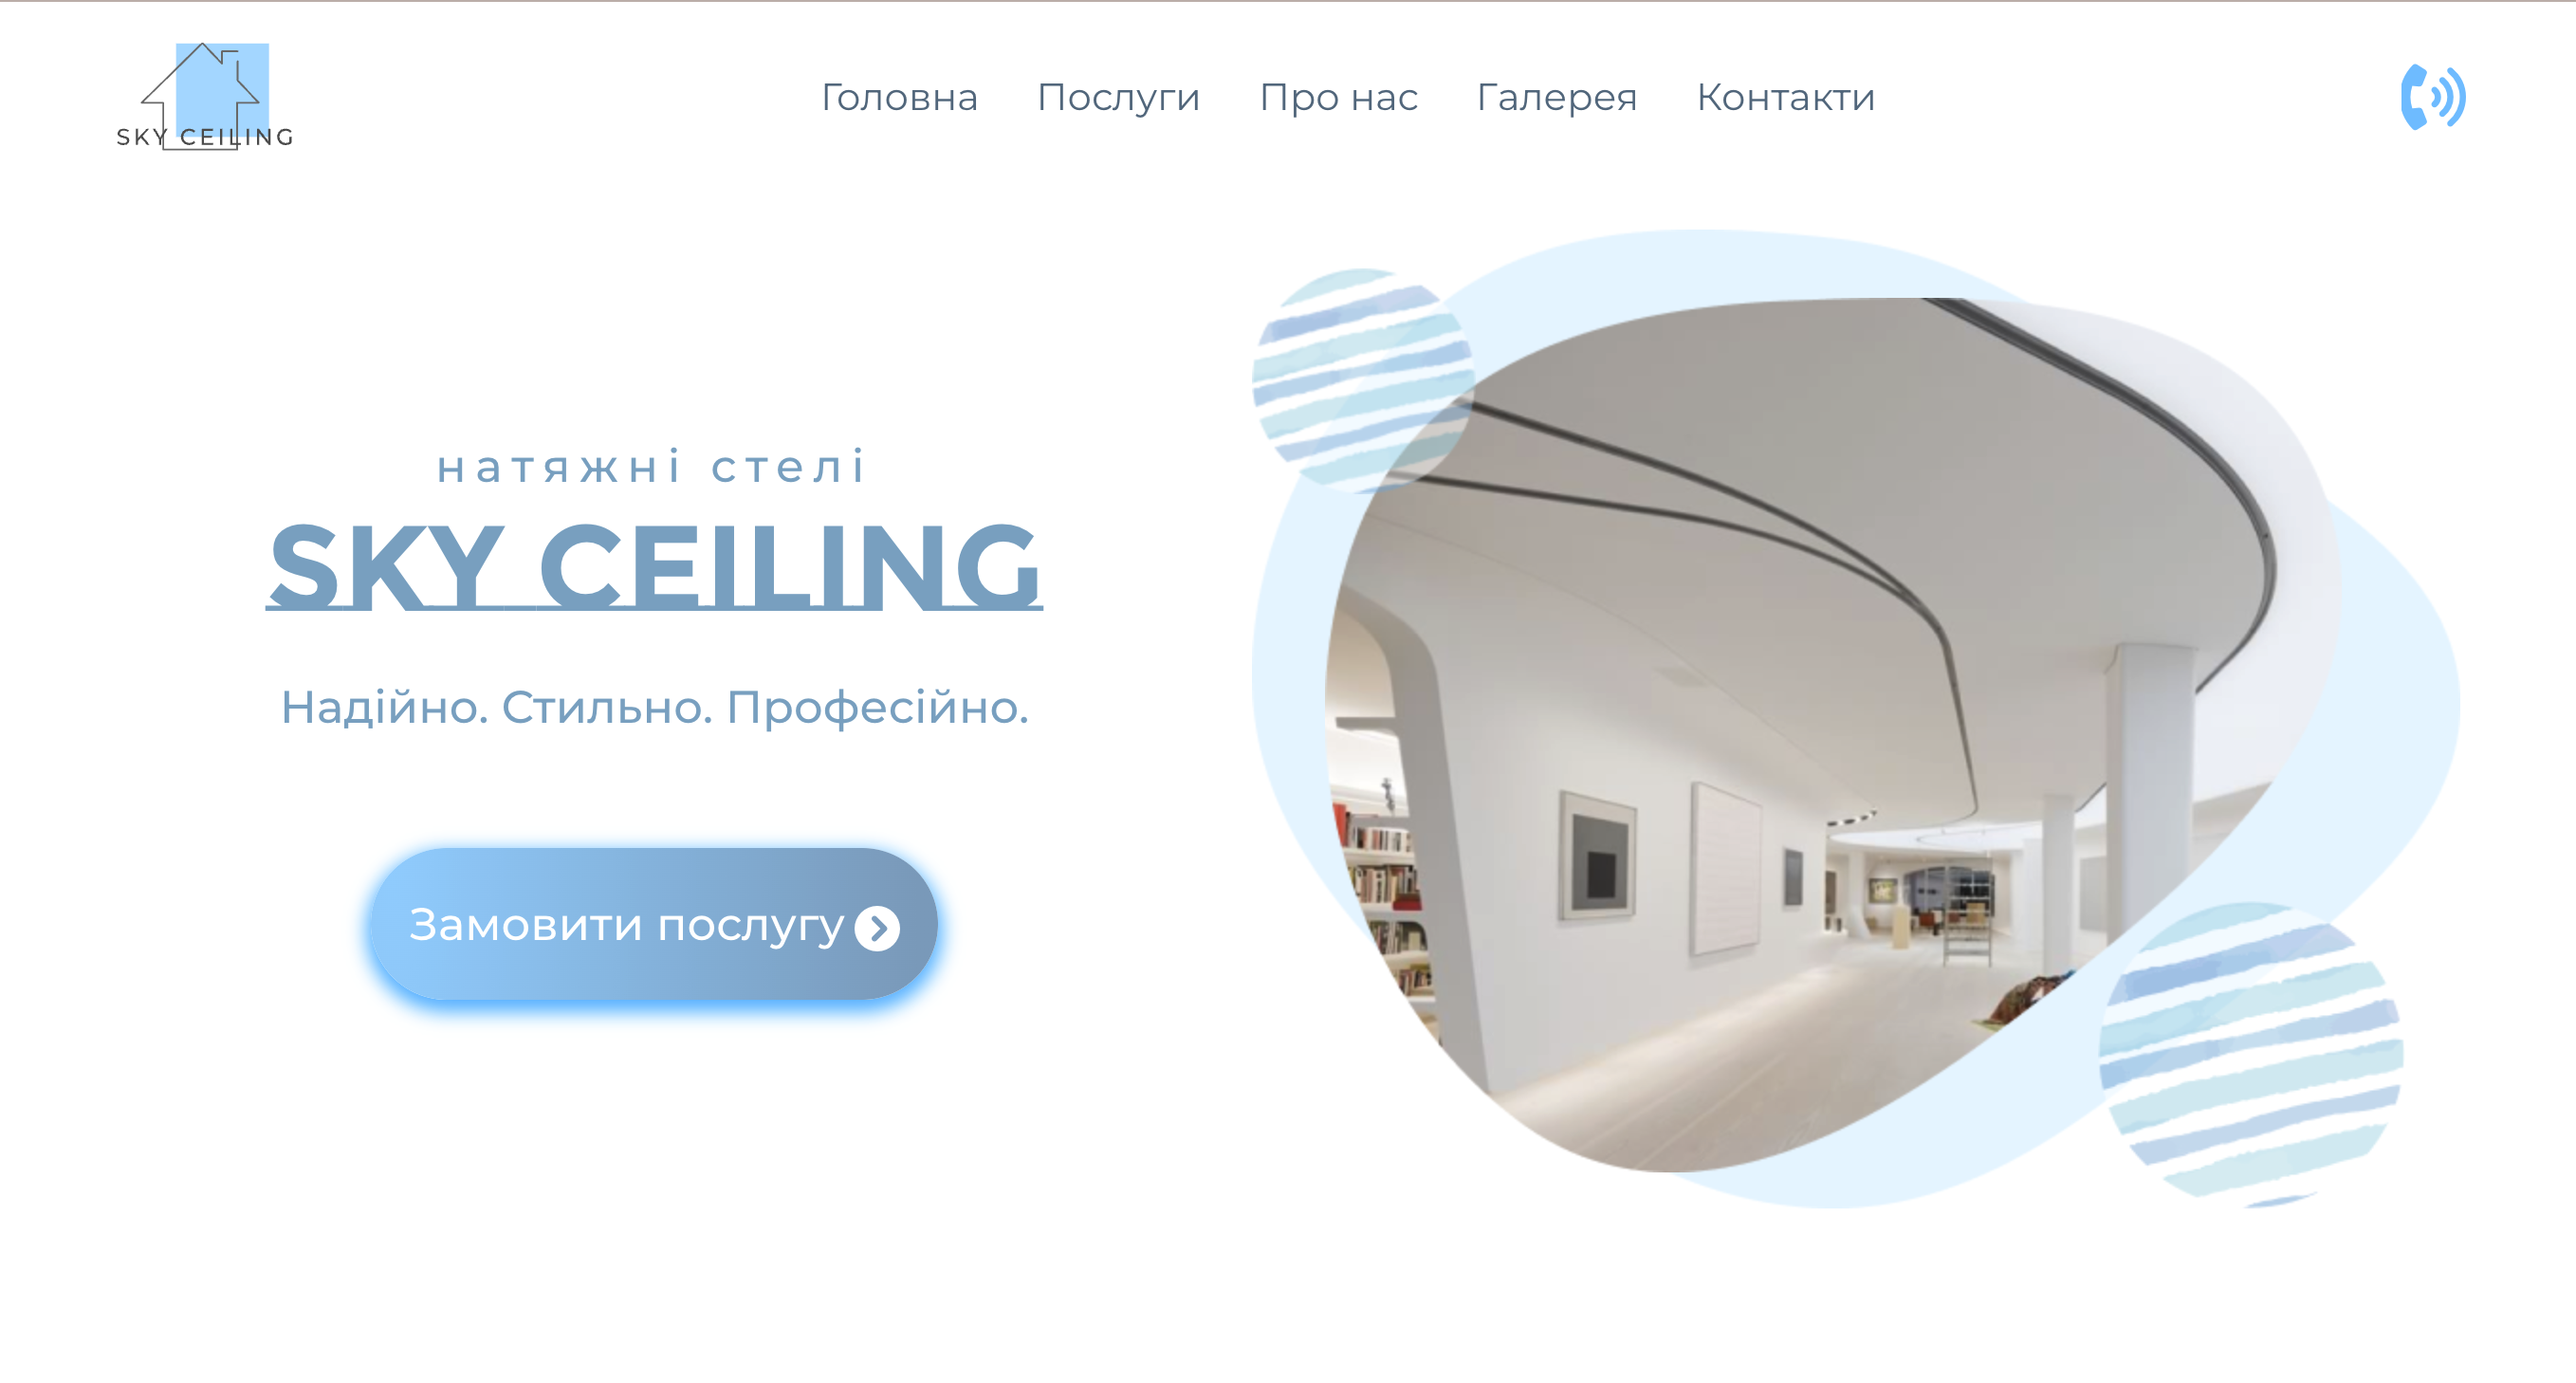 SKY CEILING
Головна Послуги Про нас Галерея Контакти
натяжні стелі
SKY CEILING
Надійно. Стильно. Професійно.
Замовити послугу